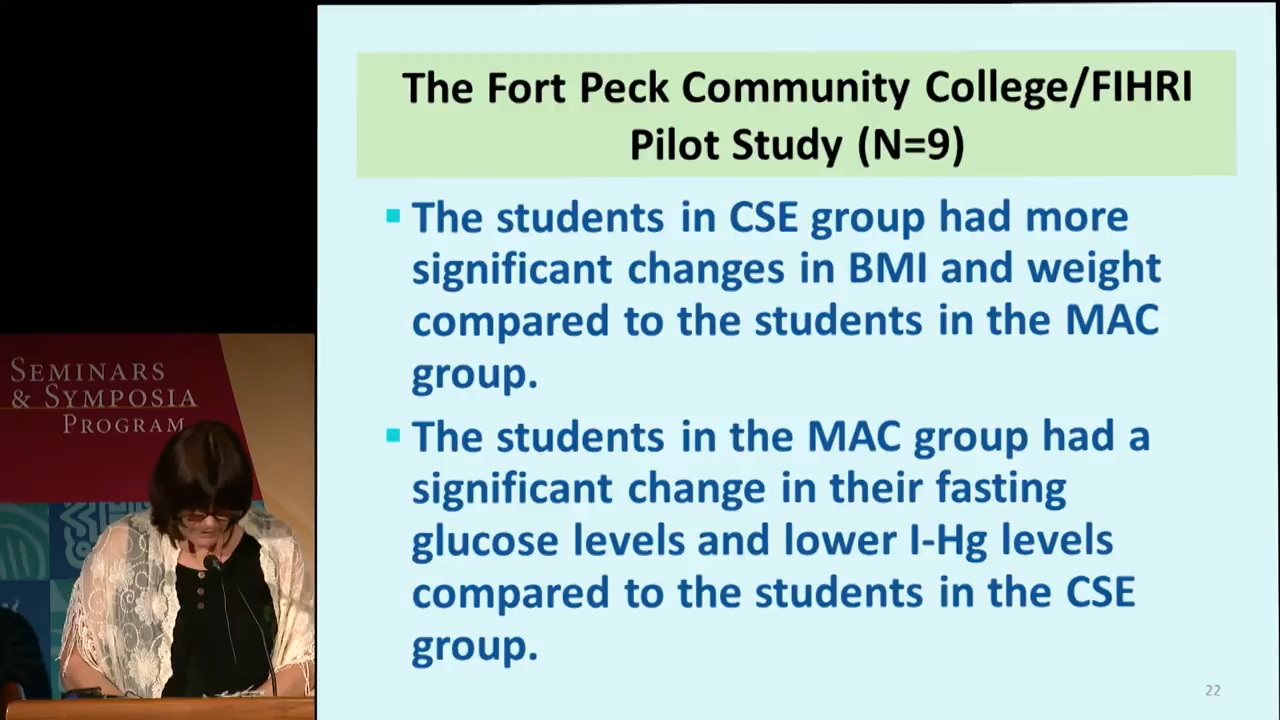 The Fort Peck Community College/FIHRI
Pilot Study (N=9)
▪ The students in CSE group had more
significant changes in BMI and weight
compared to the students in the MAC
group.
▪ The students in the MAC group had a
significant change in their fasting
glucose levels and lower I-Hg levels
compared to the students in the CSE
group.
22
SEMINARS
& SYMPOSIA
PROGRAM